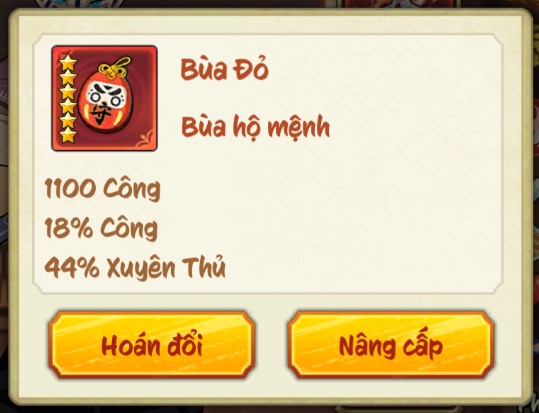 Bùa Đỏ
Bùa hộ mệnh
1100 Công
18% Công
44% Xuyên Thủ
Hoán đổi
Nâng cấp